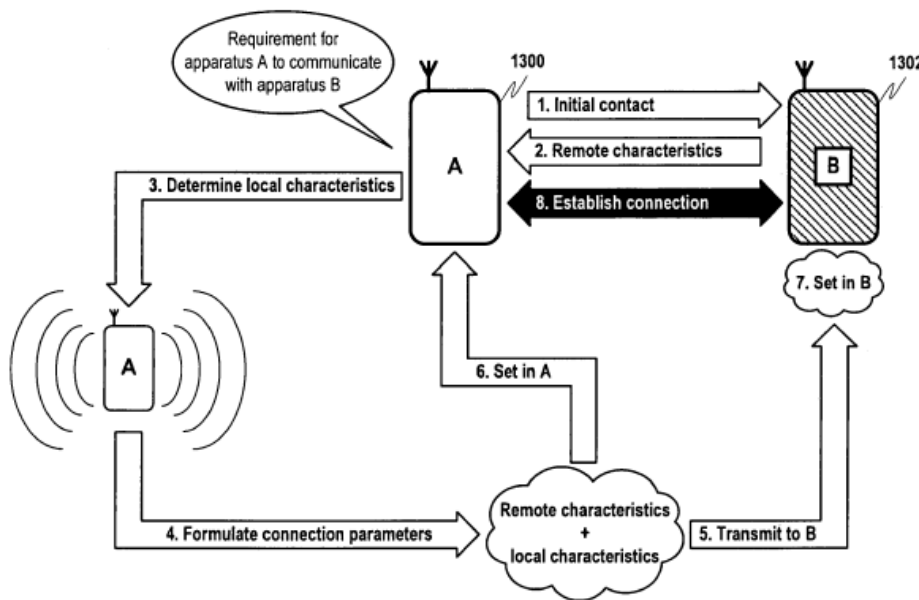 Requirement for
apparatus A to communicate
with apparatus B
1300
1302
1. Initial contact
2. Remote characteristics
A
B
3. Determine local characteristics
8. Establish connection
7. Set in B
A
6. Set in A
Remote characteristics
+
local characteristics
4. Formulate connection parameters
5. Transmit to B